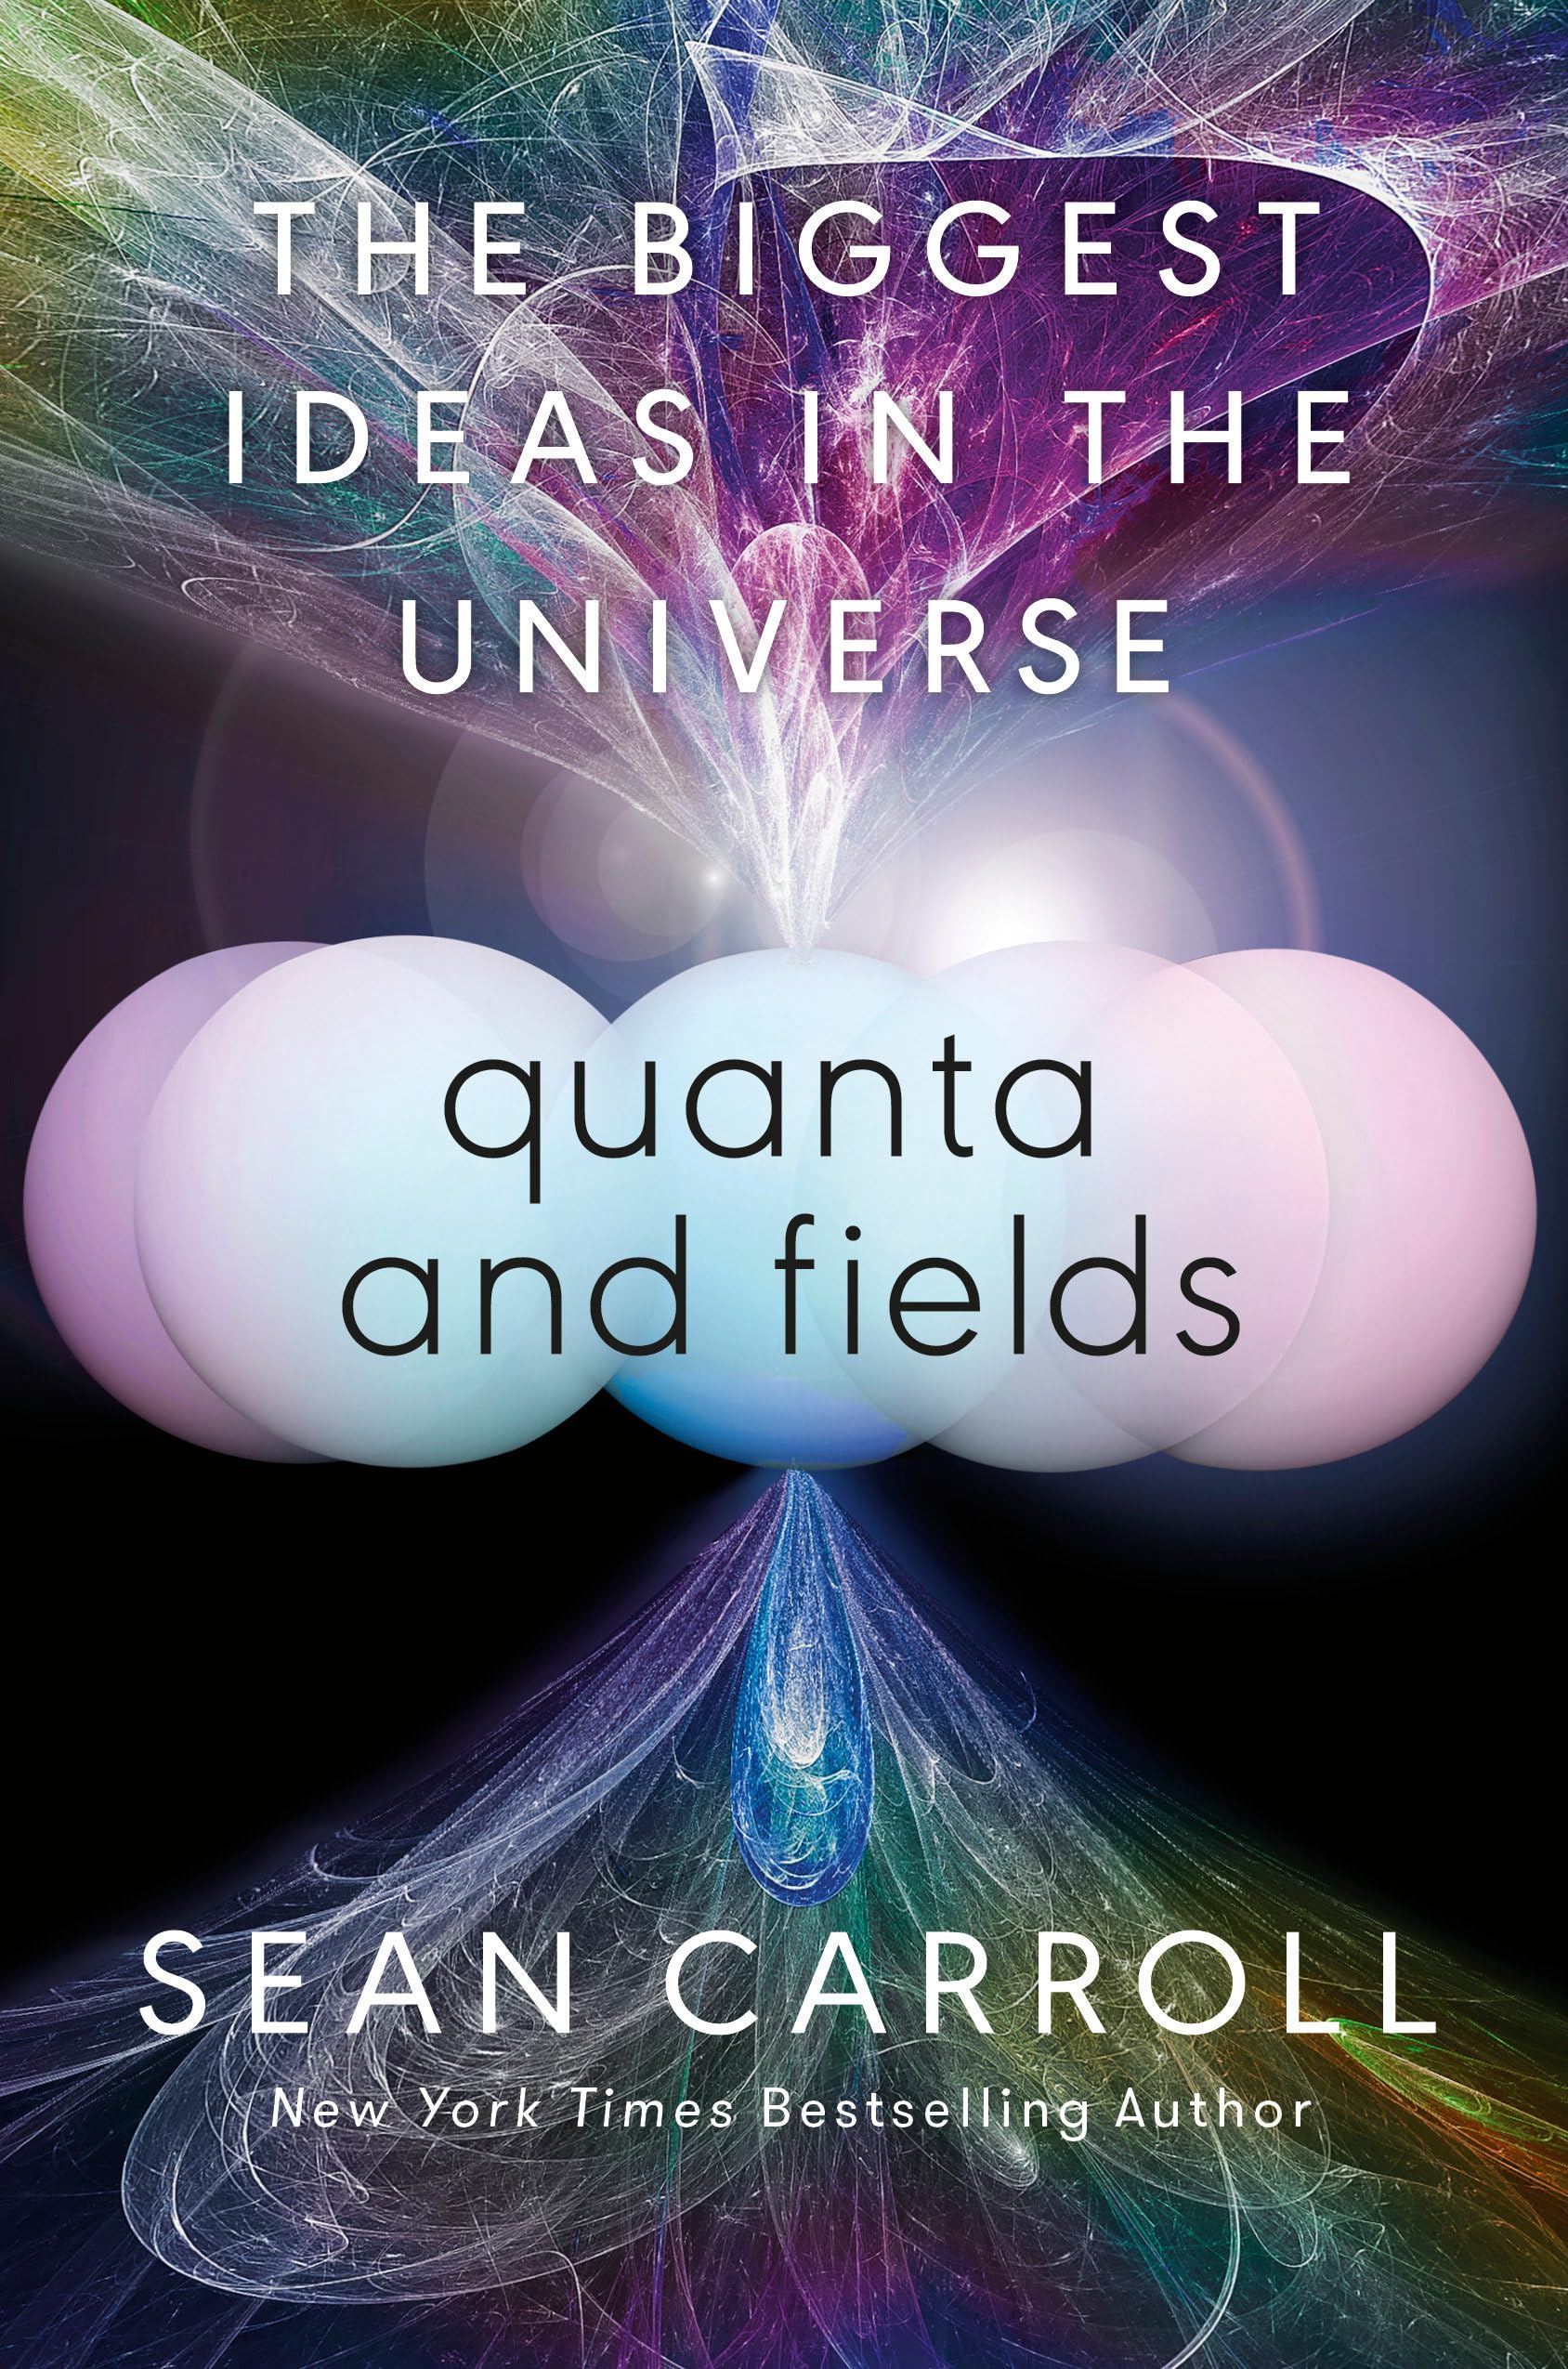 THE BIGGEST
IDEAS IN THE
UNIVERSE
quanta
and fields
SEAN CARROLL
New York Times Bestselling Author